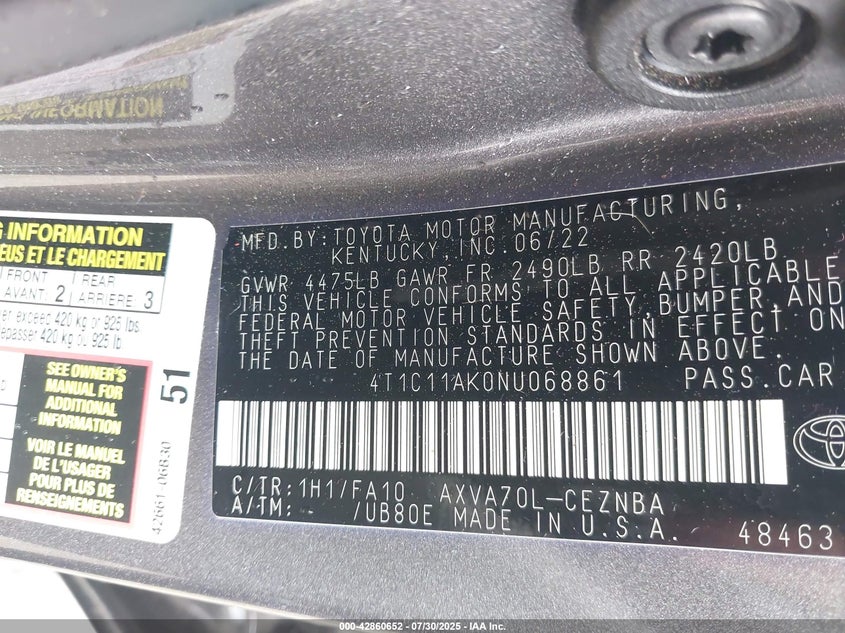 NG INFORMATION
EUS ET LE CHARGEMENT
FRONT
AVANT: 2
REAR
ARRIERE: 3
er exceed 420 kg or 925 lbs.
epasser 420 kg ou 925 lb.
SEE OWNER'S
MANUAL FOR
ADDITIONAL
INFORMATION
VOIR LE MANUEL
DE L'USAGER
POUR PLUS DE
RENSEIGNEMENTS
51
42661-06B30
MFD.BY:TOYOTA MOTOR MANUFACTURING,
KENTUCKY,INC 06/22
GVWR 4475LB GAWR FR 2490LB RR 2420LB
THIS VEHICLE CONFORMS TO ALL APPLICABLE
FEDERAL MOTOR VEHICLE SAFETY,BUMPER,AND
THEFT PREVENTION STANDARDS IN EFFECT ON
THE DATE OF MANUFACTURE SHOWN ABOVE.
4T1C11AK0NU068861 PASS.CAR
C/TR: 1H1/FA10 AXVA70L-CEZNBA
A/TM: /UB80E MADE IN U.S.A.
48463
000-42860652 - 07/30/2025 - IAA Inc.